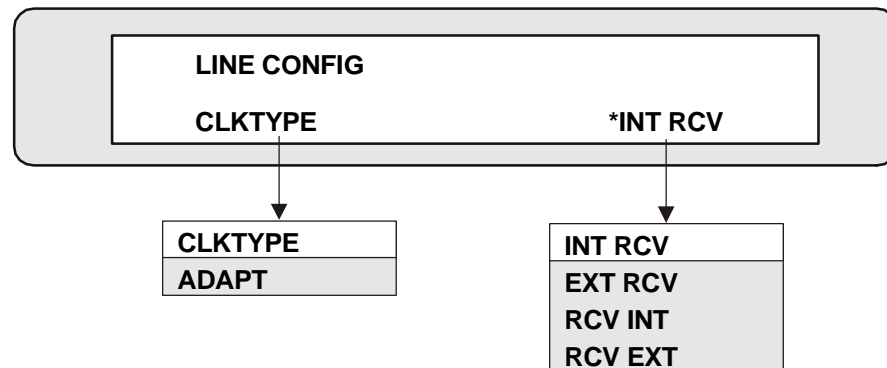 LINE CONFIG
CLKTYPE *INT RCV
CLKTYPE
ADAPT
INT RCV
EXT RCV
RCV INT
RCV EXT